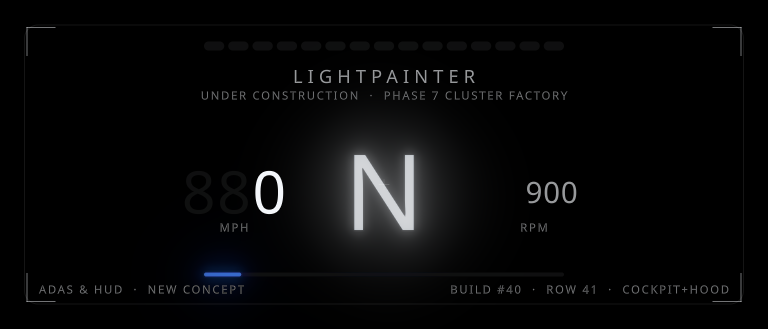 LIGHTPAINTER
UNDER CONSTRUCTION · PHASE 7 CLUSTER FACTORY
880
MPH
N
900
RPM
ADAS & HUD · NEW CONCEPT
BUILD #40 · ROW 41 · COCKPIT+HOOD